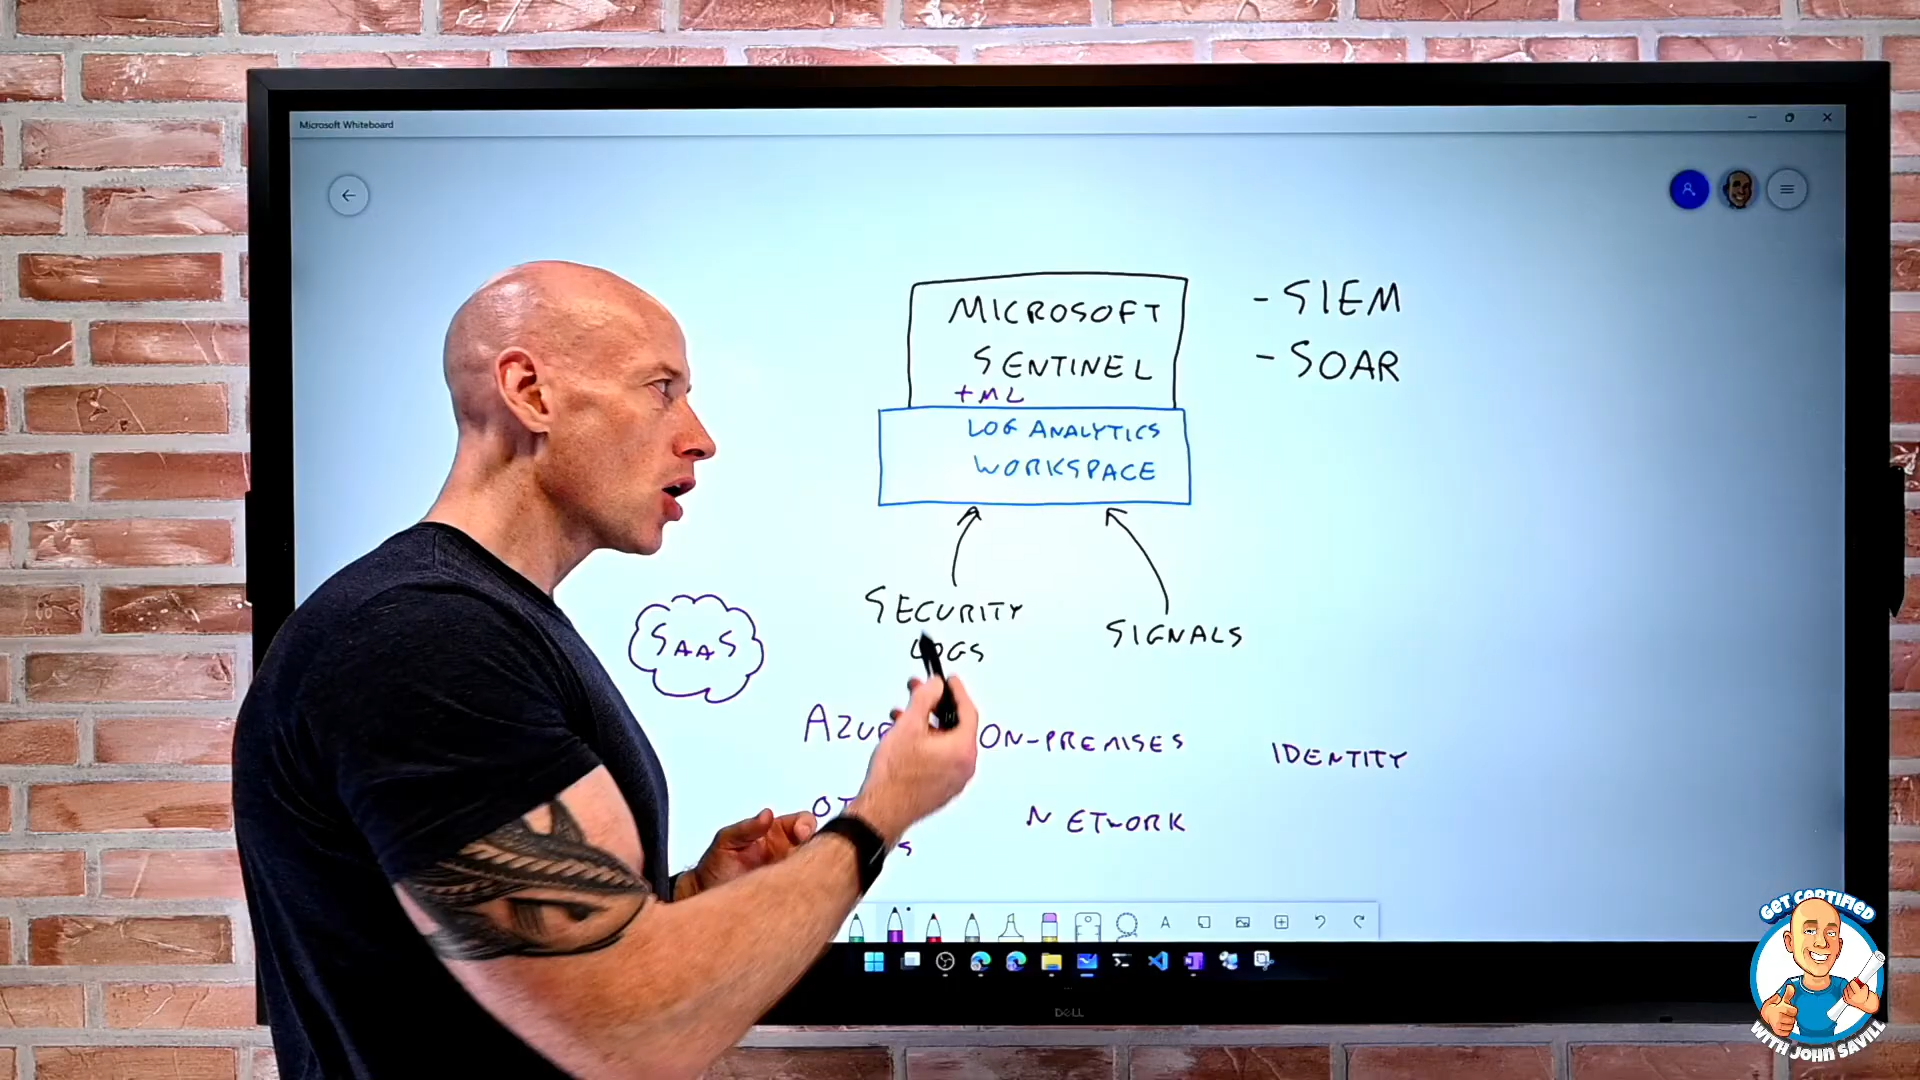 Microsoft Whiteboard
MICROSOFT
SENTINEL
+ML
LOG ANALYTICS
WORKSPACE
- SIEM
- SOAR
SECURITY
LOGS
SIGNALS
SAAS
ON-PREMISES
IDENTITY
NETWORK
DELL
GET CERTIFIED
WITH JOHN SAVILL